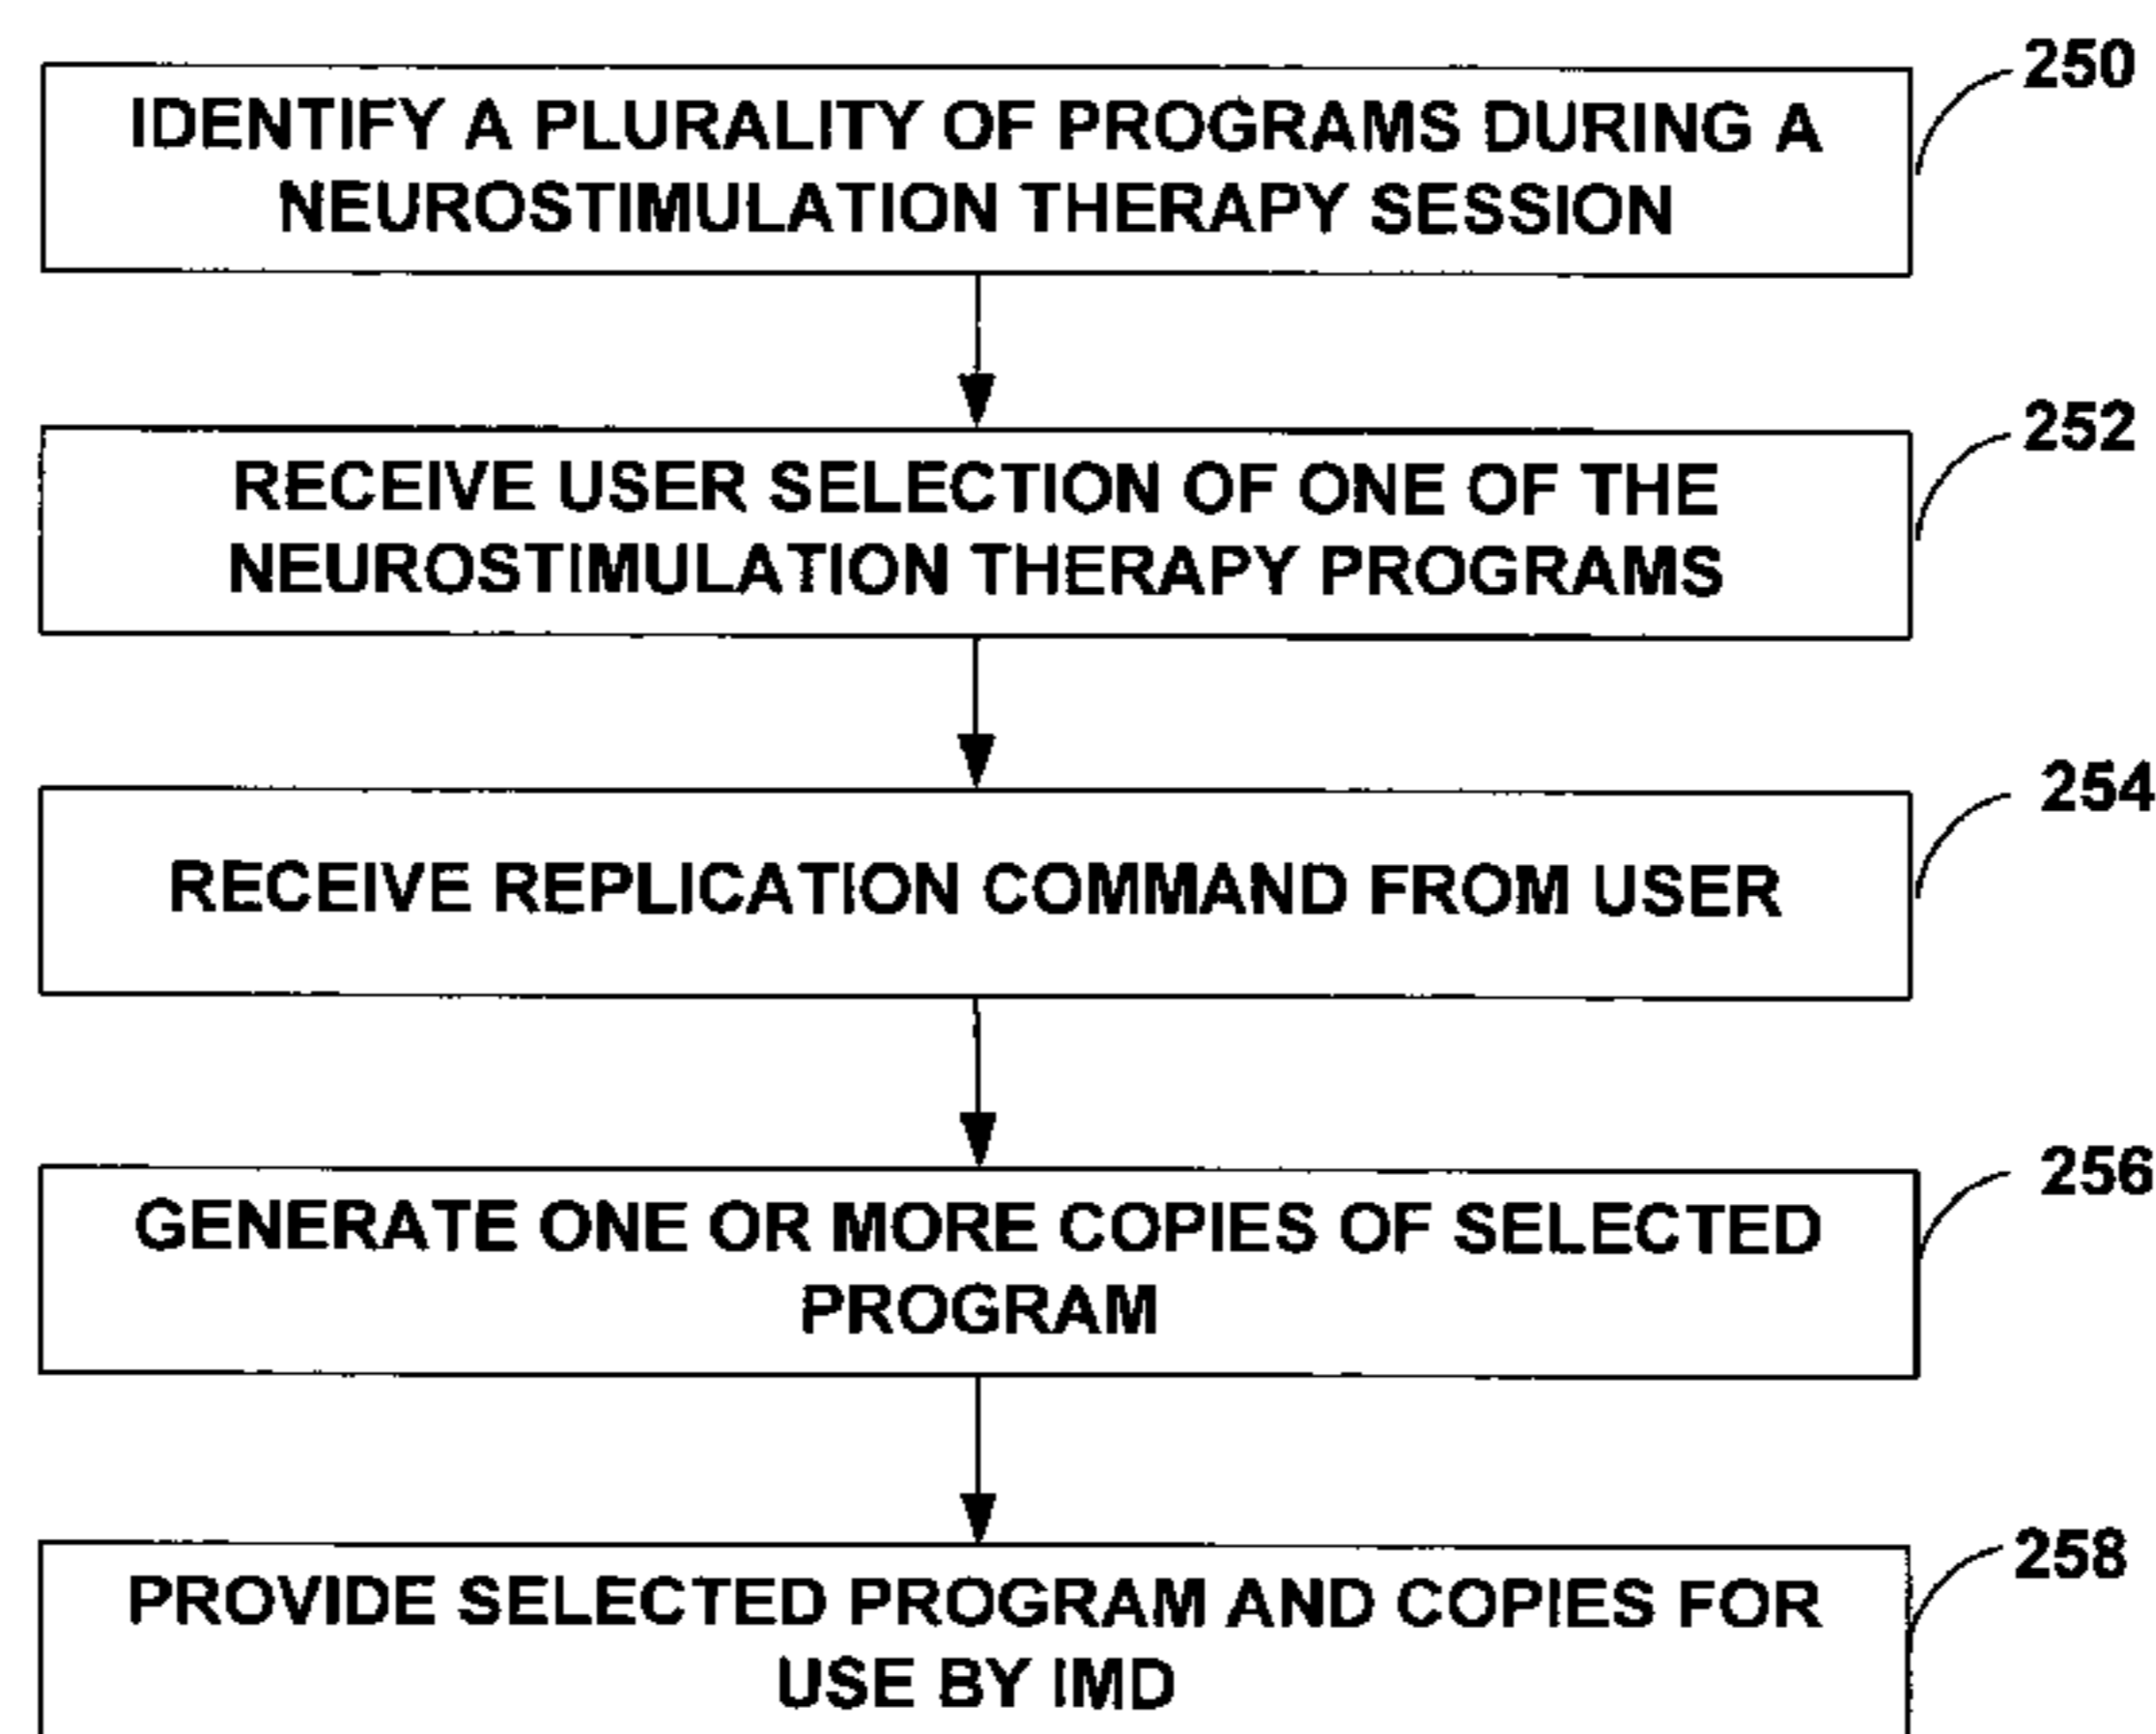 250
IDENTIFY A PLURALITY OF PROGRAMS DURING A
NEUROSTIMULATION THERAPY SESSION
252
RECEIVE USER SELECTION OF ONE OF THE
NEUROSTIMULATION THERAPY PROGRAMS
254
RECEIVE REPLICATION COMMAND FROM USER
256
GENERATE ONE OR MORE COPIES OF SELECTED
PROGRAM
258
PROVIDE SELECTED PROGRAM AND COPIES FOR
USE BY IMD